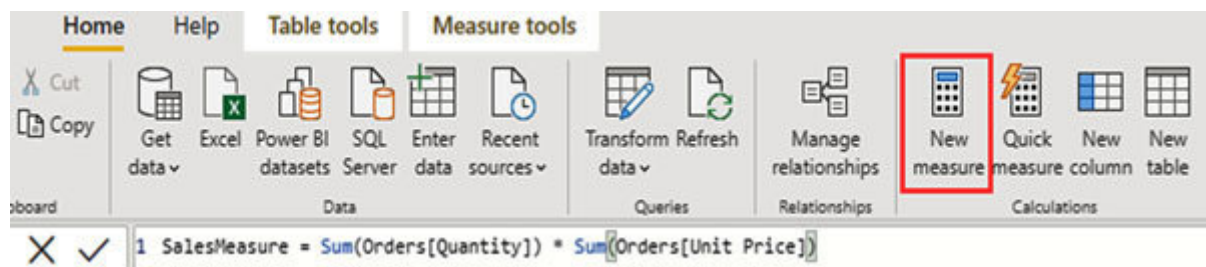 Home Help Table tools Measure tools
Cut
Copy
Get data Excel Power BI datasets SQL Server Enter data Recent sources Transform data Refresh Manage relationships New measure Quick measure New column New table
pboard Data Queries Relationships Calculations
1 SalesMeasure = Sum(Orders[Quantity]) * Sum(Orders[Unit Price])